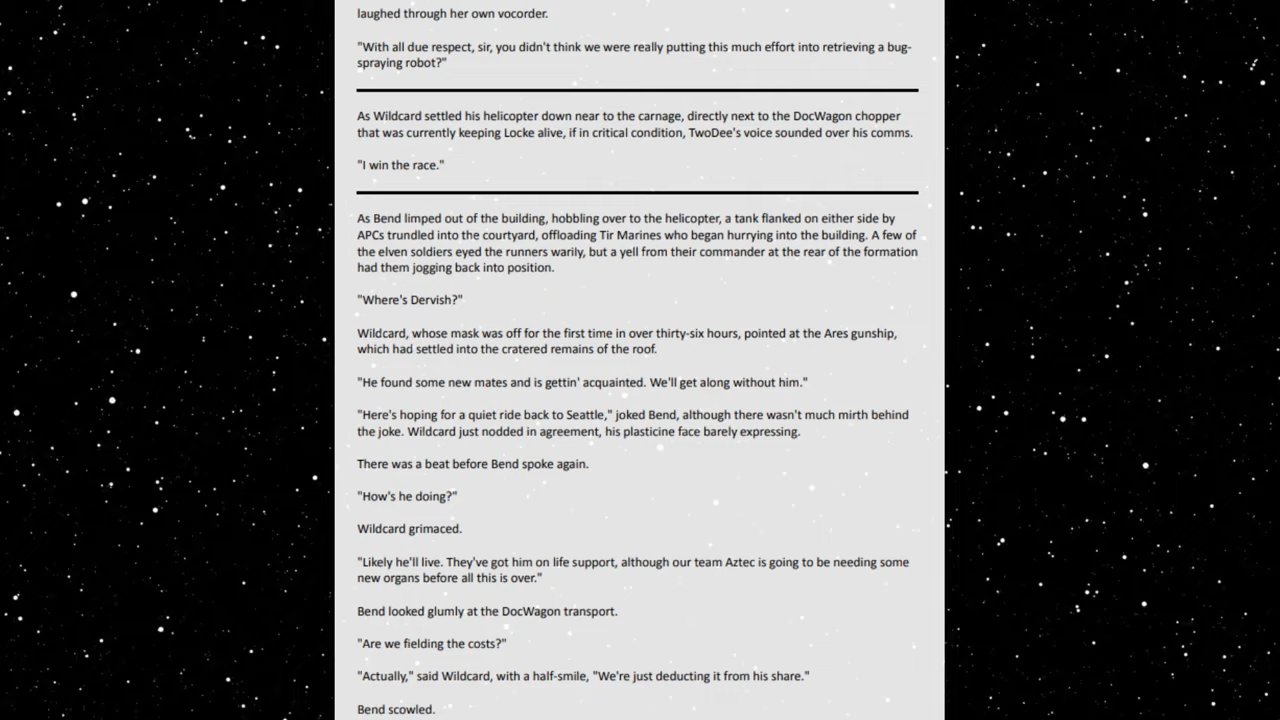 laughed through her own vocorder.
"With all due respect, sir, you didn't think we were really putting this much effort into retrieving a bug-
spraying robot?"
As Wildcard settled his helicopter down near to the carnage, directly next to the DocWagon chopper
that was currently keeping Locke alive, if in critical condition, TwoDee's voice sounded over his comms.
"I win the race."
As Bend limped out of the building, hobbling over to the helicopter, a tank flanked on either side by
APCs trundled into the courtyard, offloading Tir Marines who began hurrying into the building. A few of
the elven soldiers eyed the runners warily, but a yell from their commander at the rear of the formation
had them jogging back into position.
"Where's Dervish?"
Wildcard, whose mask was off for the first time in over thirty-six hours, pointed at the Ares gunship,
which had settled into the cratered remains of the roof.
"He found some new mates and is gettin' acquainted. We'll get along without him."
"Here's hoping for a quiet ride back to Seattle," joked Bend, although there wasn't much mirth behind
the joke. Wildcard just nodded in agreement, his plasticine face barely expressing.
There was a beat before Bend spoke again.
"How's he doing?"
Wildcard grimaced.
"Likely he'll live. They've got him on life support, although our team Aztec is going to be needing some
new organs before all this is over."
Bend looked glumly at the DocWagon transport.
"Are we fielding the costs?"
"Actually," said Wildcard, with a half-smile, "We're just deducting it from his share."
Bend scowled.